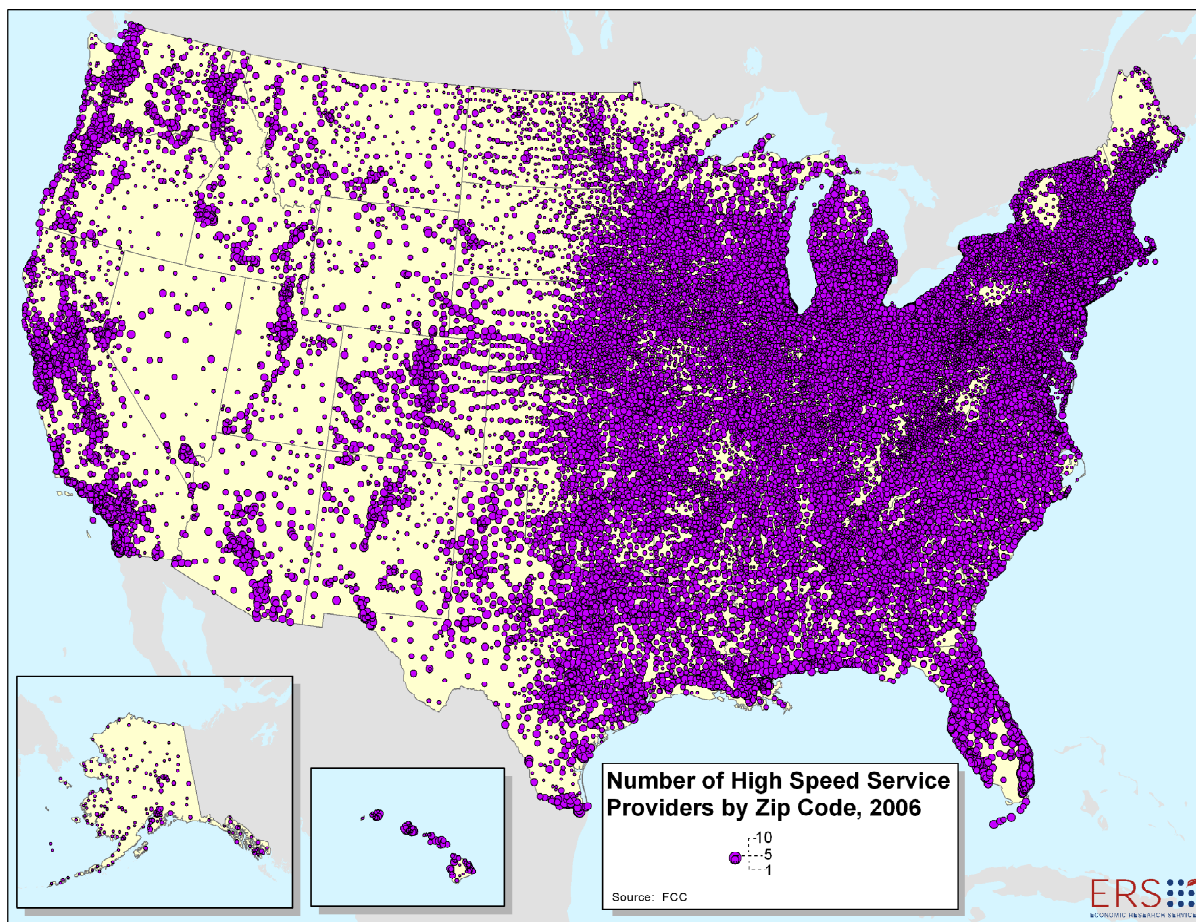 Number of High Speed Service
Providers by Zip Code, 2006
10
5
1
Source: FCC
ERS
ECONOMIC RESEARCH SERVICE